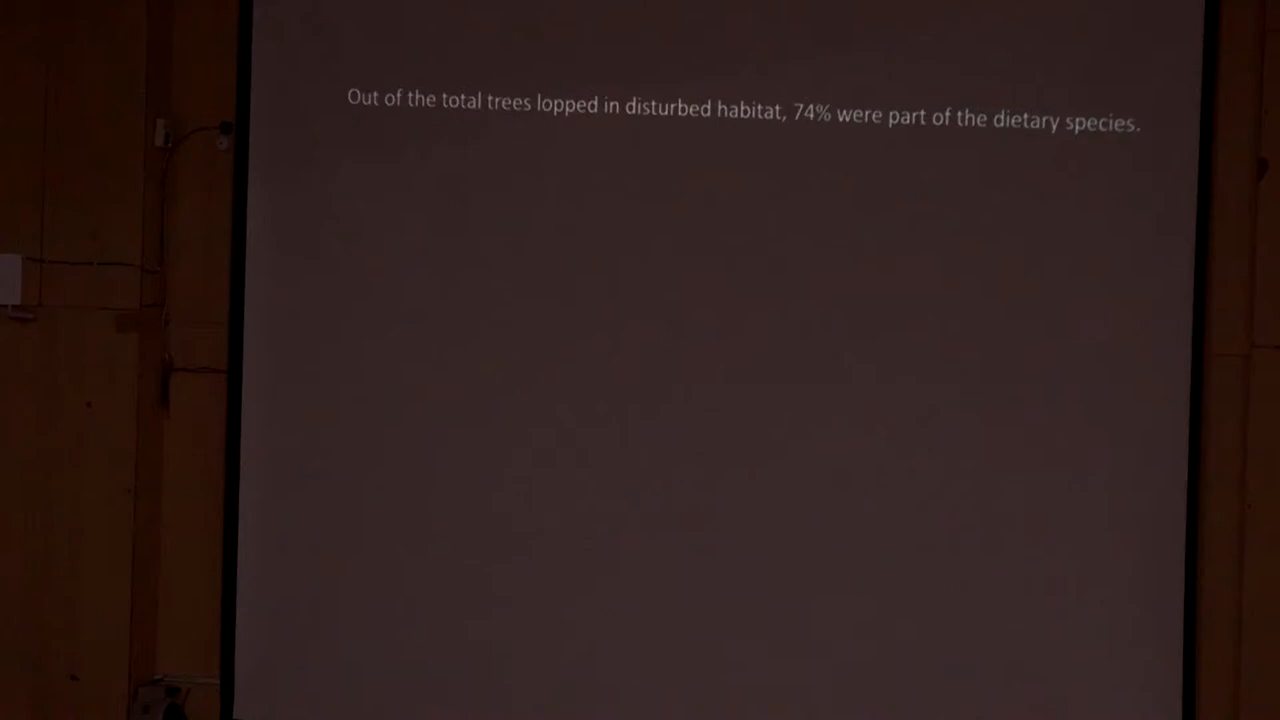 Out of the total trees lopped in disturbed habitat, 74% were part of the dietary species.